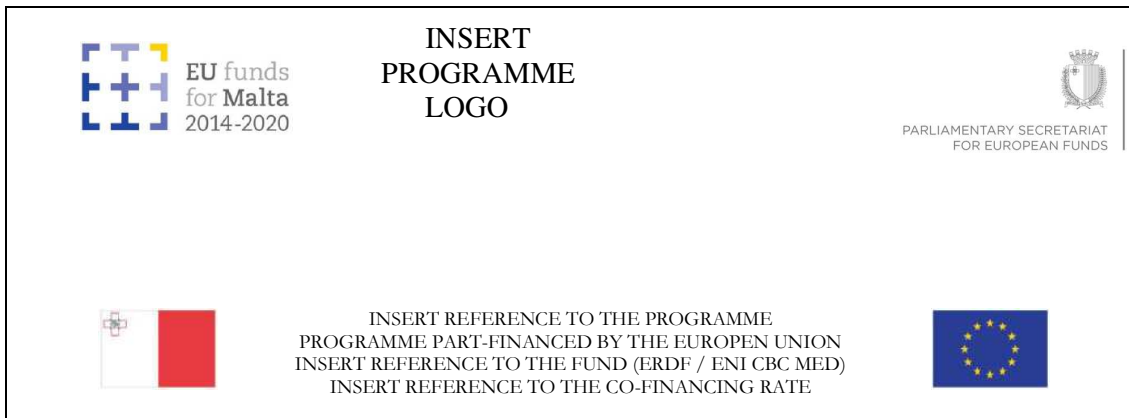 INSERT
PROGRAMME
LOGO
EU funds
for Malta
2014-2020
PARLIAMENTARY SECRETARIAT
FOR EUROPEAN FUNDS
INSERT REFERENCE TO THE PROGRAMME
PROGRAMME PART-FINANCED BY THE EUROPEN UNION
INSERT REFERENCE TO THE FUND (ERDF / ENI CBC MED)
INSERT REFERENCE TO THE CO-FINANCING RATE